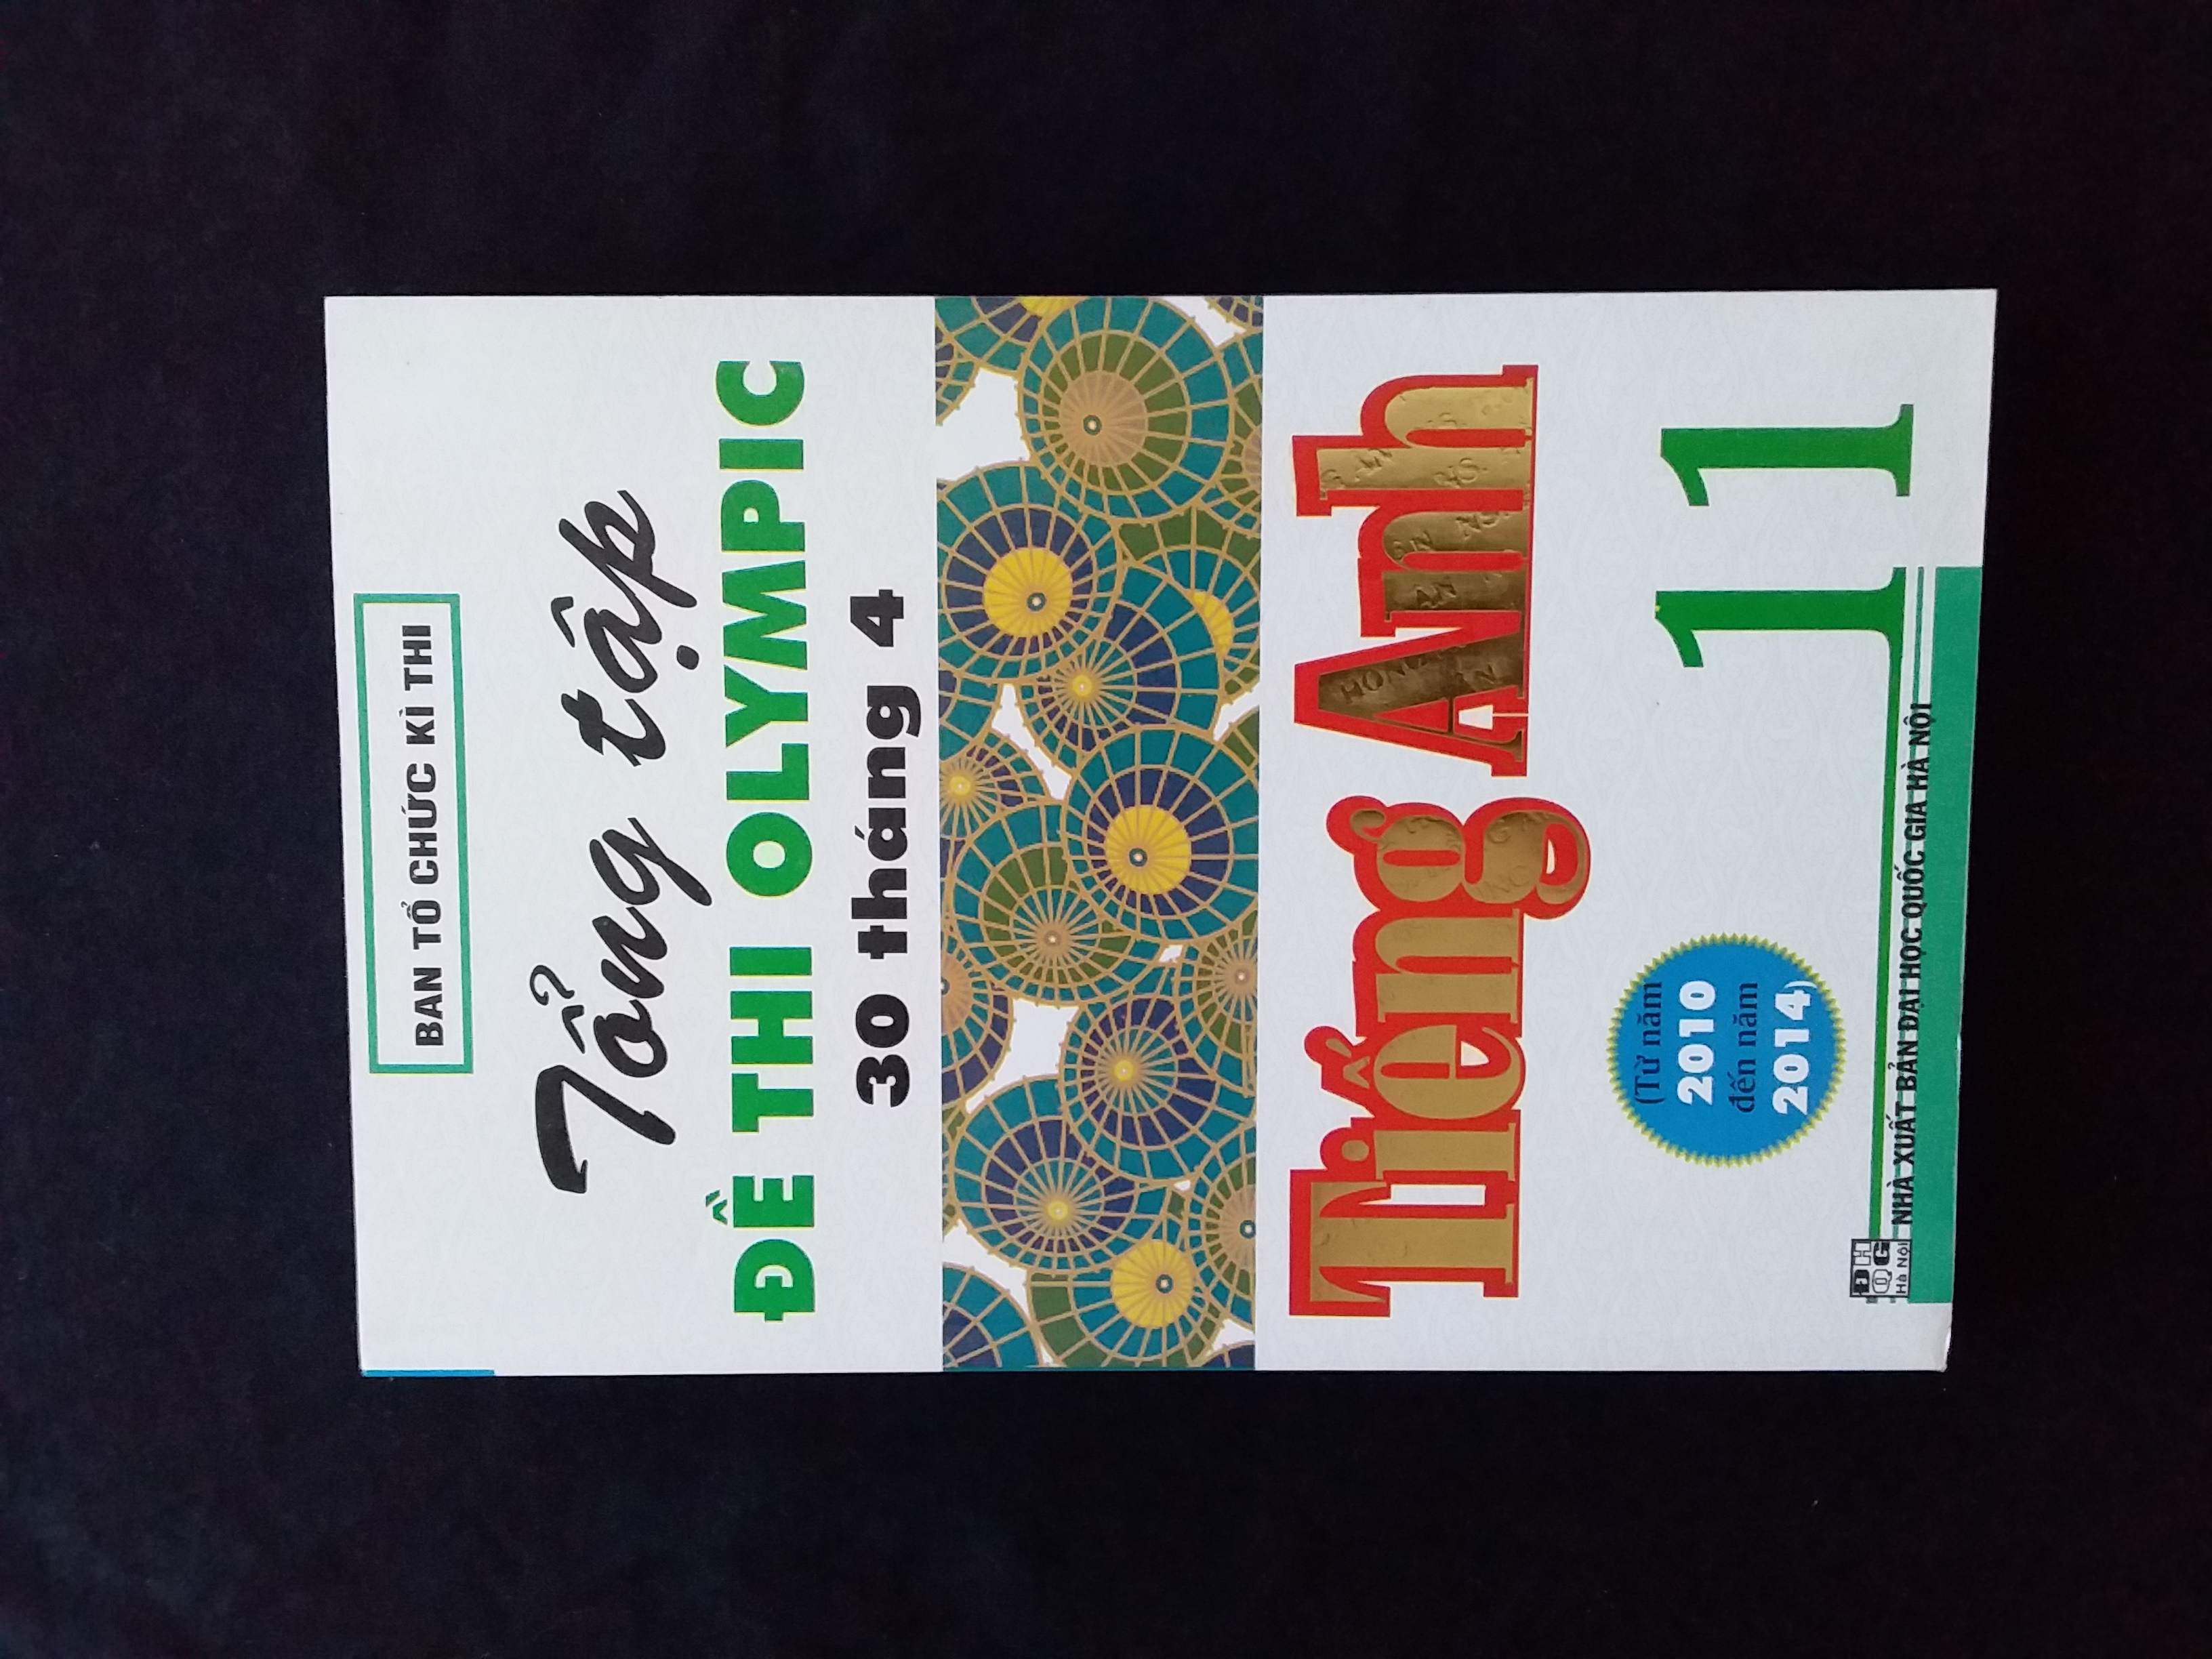 BAN TỔ CHỨC KÌ THI
Tổng tập
ĐỀ THI OLYMPIC
30 tháng 4
Tiếng Anh
(Từ năm
2010
đến năm
2014)
11
ĐH
QG
Hà Nội
NHÀ XUẤT BẢN ĐẠI HỌC QUỐC GIA HÀ NỘI